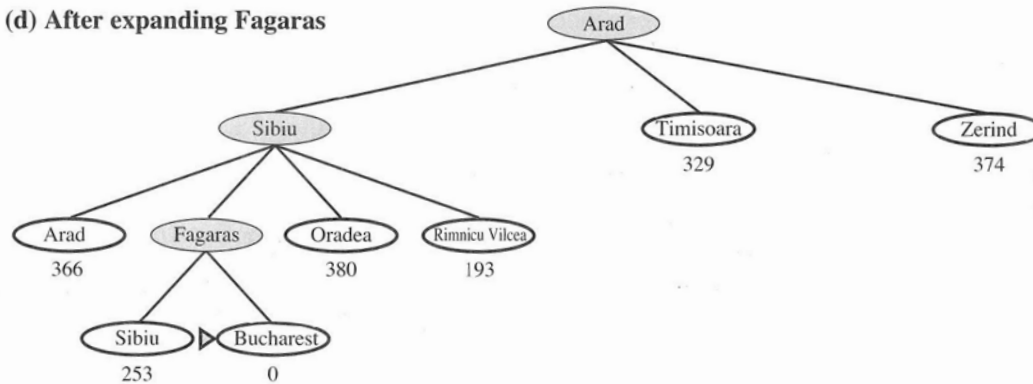 (d) After expanding Fagaras
Arad
Sibiu
Timisoara
Zerind
329
374
Arad
Fagaras
Oradea
Rimnicu Vilcea
366
380
193
Sibiu
Bucharest
253
0